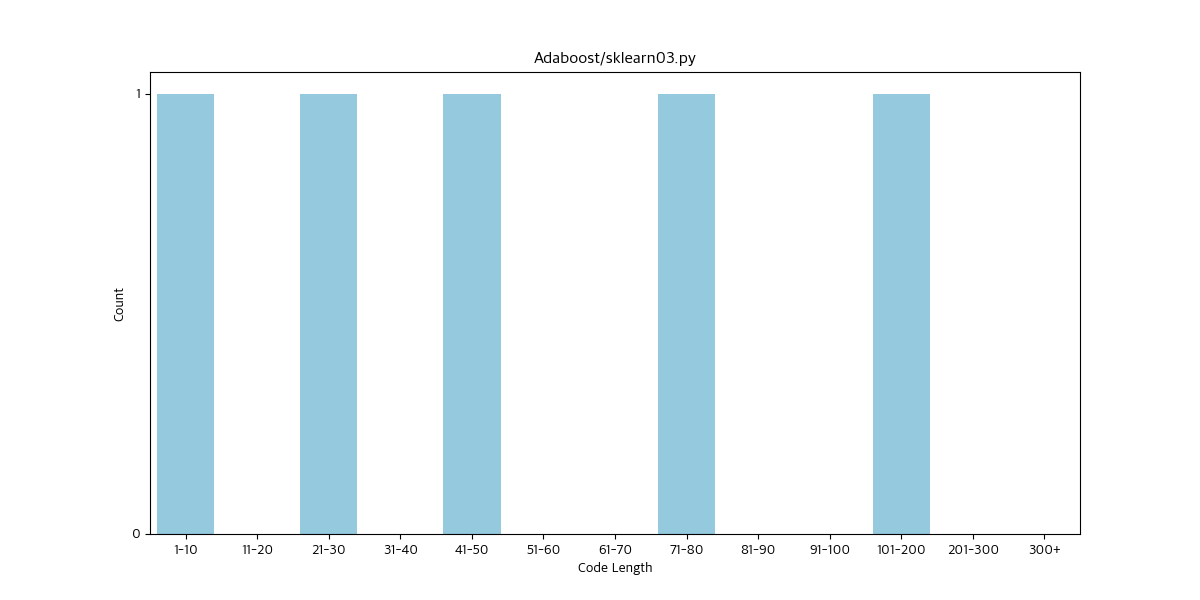 Adaboost/sklearn03.py
1
Count
0
1-10 11-20 21-30 31-40 41-50 51-60 61-70 71-80 81-90 91-100 101-200 201-300 300+
Code Length